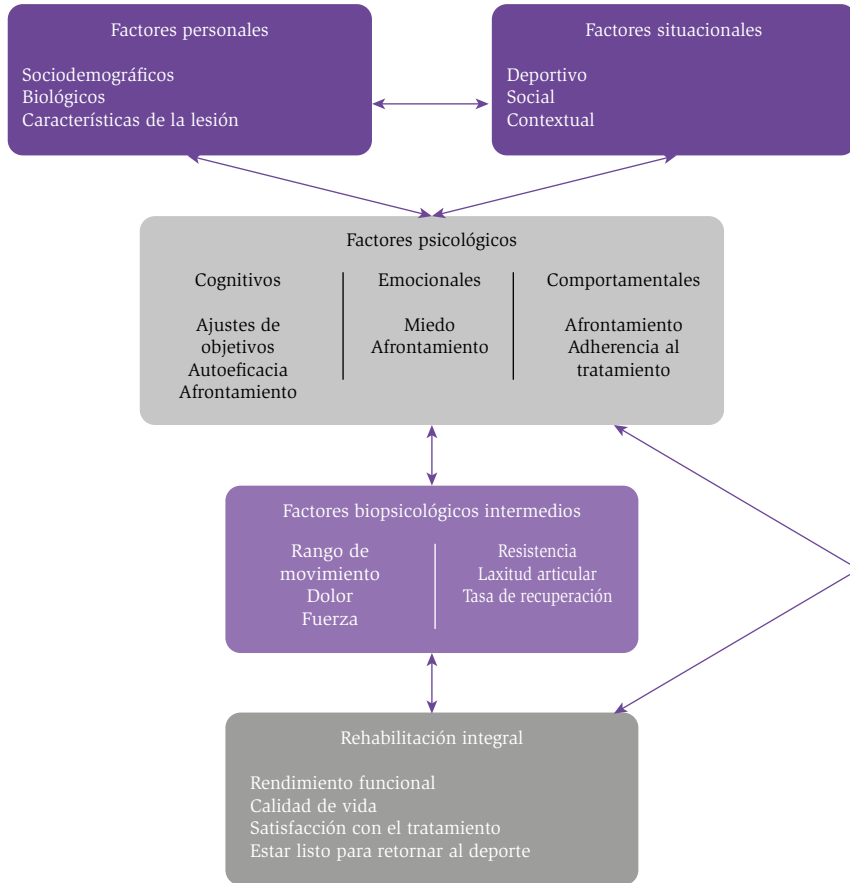 Factores personales
Sociodemográficos
Biológicos
Características de la lesión
Factores situacionales
Deportivo
Social
Contextual
Factores psicológicos
Cognitivos
Ajustes de
objetivos
Autoeficacia
Afrontamiento
Emocionales
Miedo
Afrontamiento
Comportamentales
Afrontamiento
Adherencia al
tratamiento
Factores biopsicológicos intermedios
Rango de
movimiento
Dolor
Fuerza
Resistencia
Laxitud articular
Tasa de recuperación
Rehabilitación integral
Rendimiento funcional
Calidad de vida
Satisfacción con el tratamiento
Estar listo para retornar al deporte